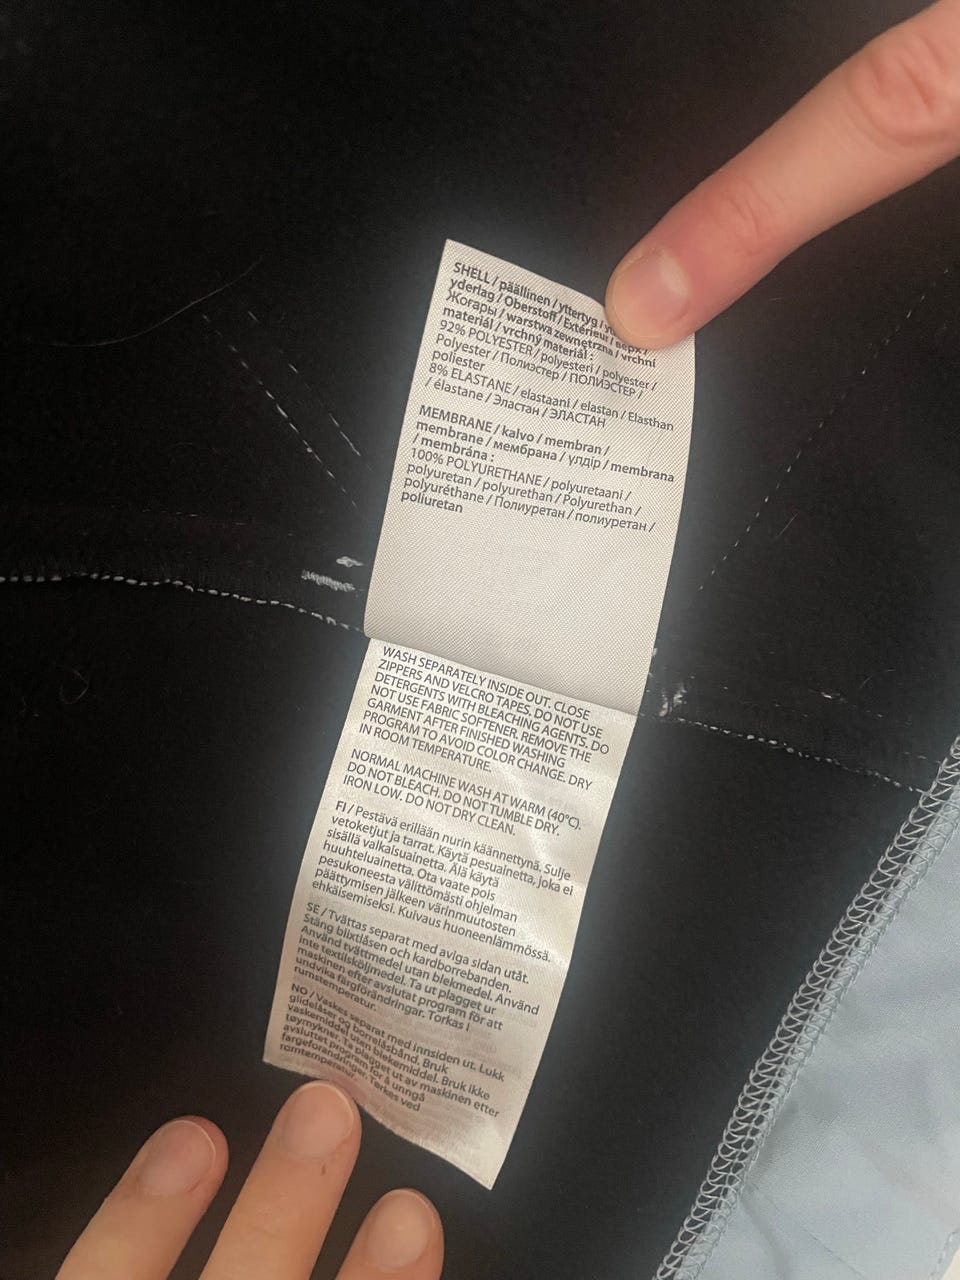 SHELL / päällinen / yttertyg /
yderlag / Oberstoff / Extérieur / верх /
Жоғары / warstwa zewnętrzna / vrchní
materiál / vrchný materiál :
92% POLYESTER / polyesteri / polyester /
Polyester / Полиэстер / ПОЛИЭСТЕР /
poliester
8% ELASTANE / elastaani / elastan / Elasthan
/ élastane / Эластан / ЭЛАСТАН
MEMBRANE / kalvo / membran /
membrane / мембрана / үлдір / membrana
/ membrána :
100% POLYURETHANE / polyuretaani /
polyuretan / polyurethan / Polyurethan /
polyuréthane / Полиуретан / полиуретан /
poliuretan
WASH SEPARATELY INSIDE OUT. CLOSE
ZIPPERS AND VELCRO TAPES. DO NOT USE
DETERGENTS WITH BLEACHING AGENTS. DO
NOT USE FABRIC SOFTENER. REMOVE THE
GARMENT AFTER FINISHED WASHING
PROGRAM TO AVOID COLOR CHANGE. DRY
IN ROOM TEMPERATURE.
NORMAL MACHINE WASH AT WARM (40°C).
DO NOT BLEACH. DO NOT TUMBLE DRY.
IRON LOW. DO NOT DRY CLEAN.
FI / Pestävä erillään nurin käännettynä. Sulje
vetoketjut ja tarrat. Käytä pesuainetta, joka ei
sisällä valkaisuainetta. Älä käytä
huuhteluainetta. Ota vaate pois
pesukoneesta välittömästi ohjelman
päättymisen jälkeen värinmuutosten
ehkäisemiseksi. Kuivaus huoneenlämmössä.
SE / Tvättas separat med aviga sidan utåt.
Stäng blixtlåsen och kardborrebanden.
Använd tvättmedel utan blekmedel. Använd
inte textilsköljmedel. Ta ut plagget ur
maskinen efter avslutat program för att
undvika färgförändringar. Torkas i
rumstemperatur.
NO / Vaskes separat med innsiden ut. Lukk
glidelåser og borrelåsbånd. Bruk
vaskemiddel uten blekemiddel. Bruk ikke
tøymykner. Ta plagget ut av maskinen etter
avsluttet program for å unngå
fargeforandringer. Tørkes ved
romtemperatur.